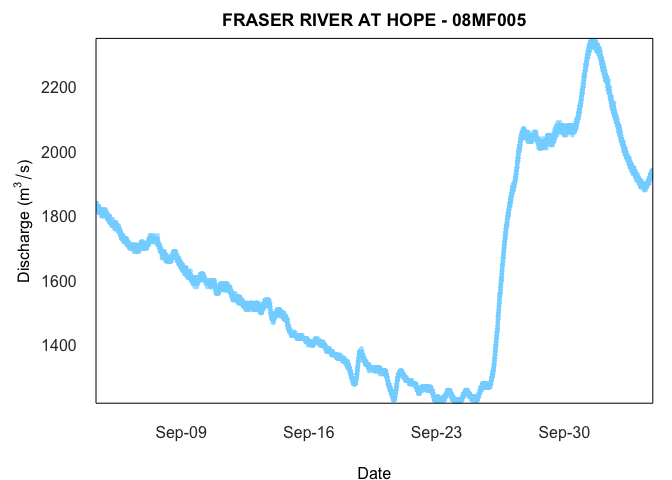 FRASER RIVER AT HOPE - 08MF005
2200
2000
1800
1600
1400
Discharge (m³/s)
Sep-09 Sep-16 Sep-23 Sep-30
Date